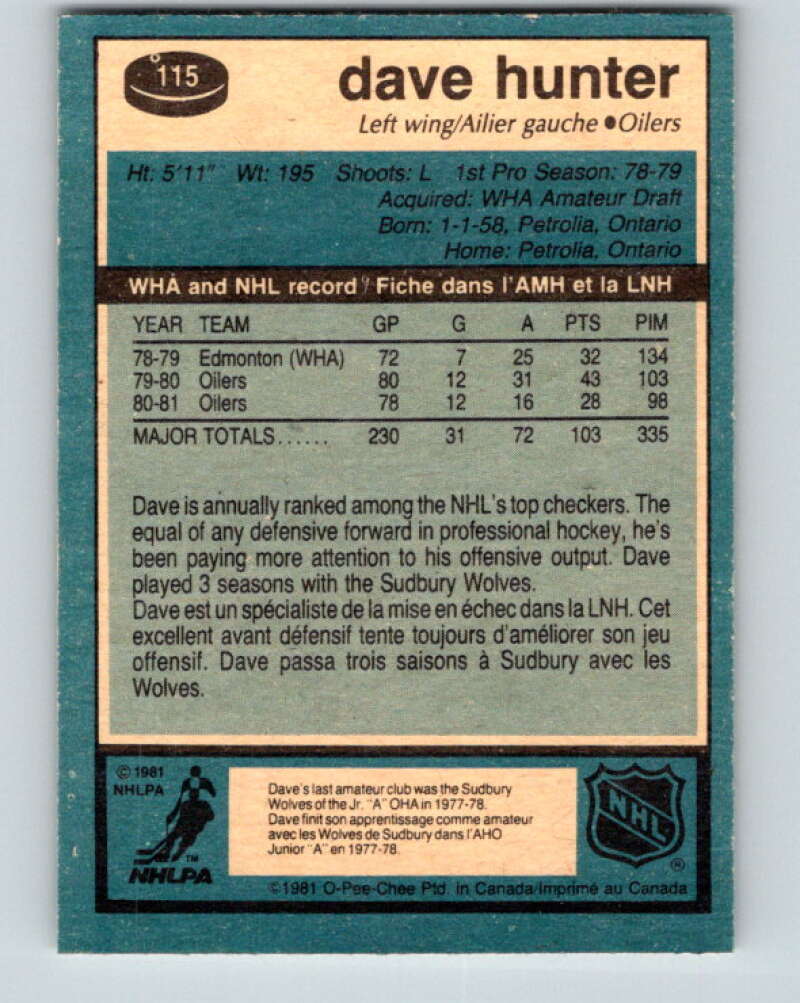 115
dave hunter
Left wing/Ailier gauche ● Oilers
Ht: 5'11" Wt: 195 Shoots: L 1st Pro Season: 78-79
Acquired: WHA Amateur Draft
Born: 1-1-58, Petrolia, Ontario
Home: Petrolia, Ontario
WHA and NHL record / Fiche dans l'AMH et la LNH
YEAR TEAM GP G A PTS PIM
78-79 Edmonton (WHA) 72 7 25 32 134
79-80 Oilers 80 12 31 43 103
80-81 Oilers 78 12 16 28 98
MAJOR TOTALS...... 230 31 72 103 335
Dave is annually ranked among the NHL's top checkers. The
equal of any defensive forward in professional hockey, he's
been paying more attention to his offensive output. Dave
played 3 seasons with the Sudbury Wolves.
Dave est un spécialiste de la mise en échec dans la LNH. Cet
excellent avant défensif tente toujours d'améliorer son jeu
offensif. Dave passa trois saisons à Sudbury avec les
Wolves.
© 1981
NHLPA
TM
NHLPA
Dave's last amateur club was the Sudbury
Wolves of the Jr. "A" OHA in 1977-78.
Dave finit son apprentissage comme amateur
avec les Wolves de Sudbury dans l'AHO
Junior "A" en 1977-78.
NHL
®
© 1981 O-Pee-Chee Ptd. in Canada/Imprimé au Canada